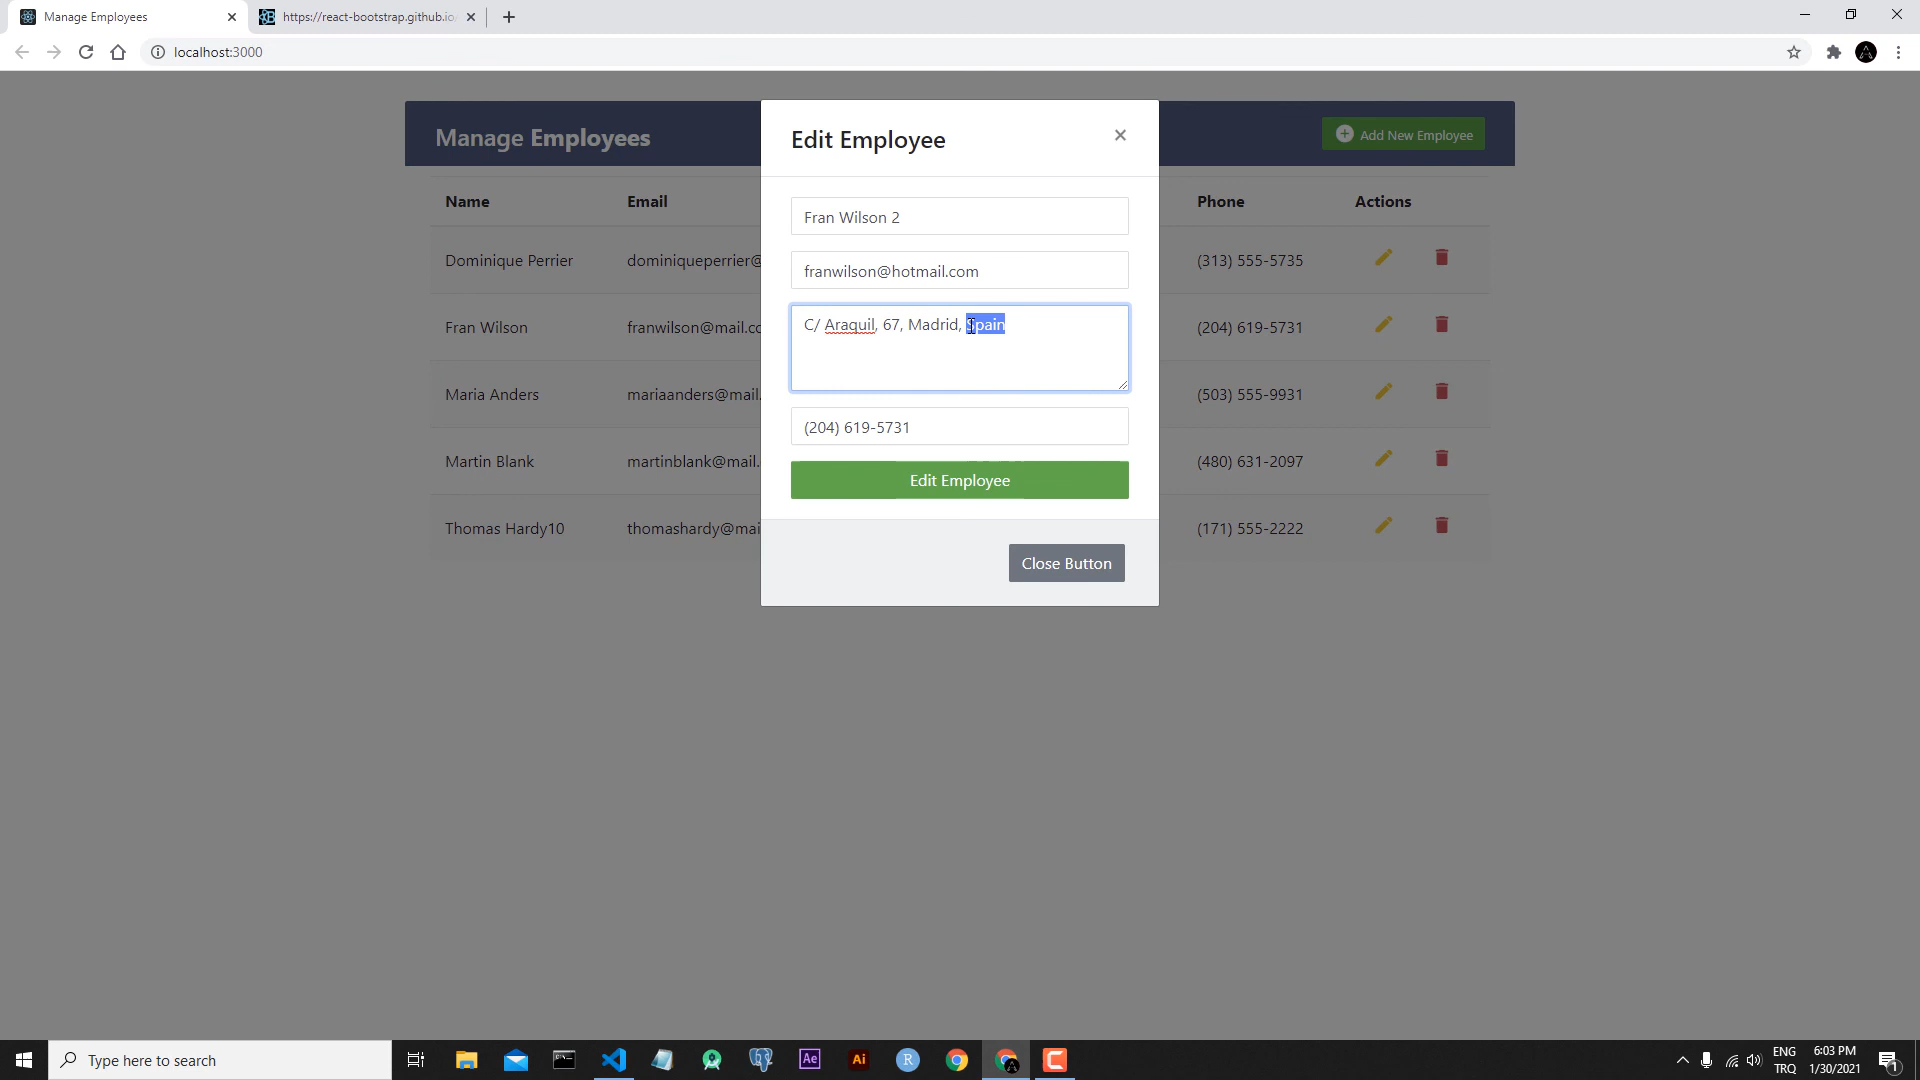 Manage Employees
https://react-bootstrap.github.io/
localhost:3000
Manage Employees
Add New Employee
Edit Employee
×
Name
Email
Phone
Actions
Fran Wilson 2
franwilson@hotmail.com
C/ Araquil, 67, Madrid, Spain
(204) 619-5731
Edit Employee
Close Button
Dominique Perrier
dominiqueperrier@
(313) 555-5735
Fran Wilson
franwilson@mail.co
(204) 619-5731
Maria Anders
mariaanders@mail.
(503) 555-9931
Martin Blank
martinblank@mail.
(480) 631-2097
Thomas Hardy10
thomashardy@mai
(171) 555-2222
Type here to search
Ae
Ai
R
ENG
TRQ
6:03 PM
1/30/2021
1